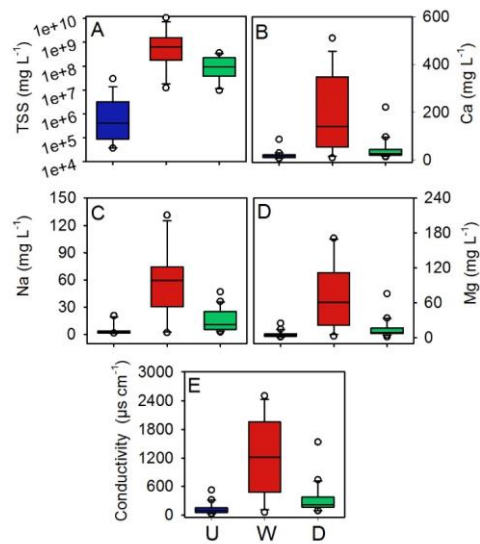 A
TSS (mg L⁻¹)
1e+10
1e+9
1e+8
1e+7
1e+6
1e+5
1e+4
B
Ca (mg L⁻¹)
600
400
200
0
C
Na (mg L⁻¹)
150
120
90
60
30
0
D
Mg (mg L⁻¹)
240
180
120
60
0
E
Conductivity (µs cm⁻¹)
3000
2400
1800
1200
600
0
U W D